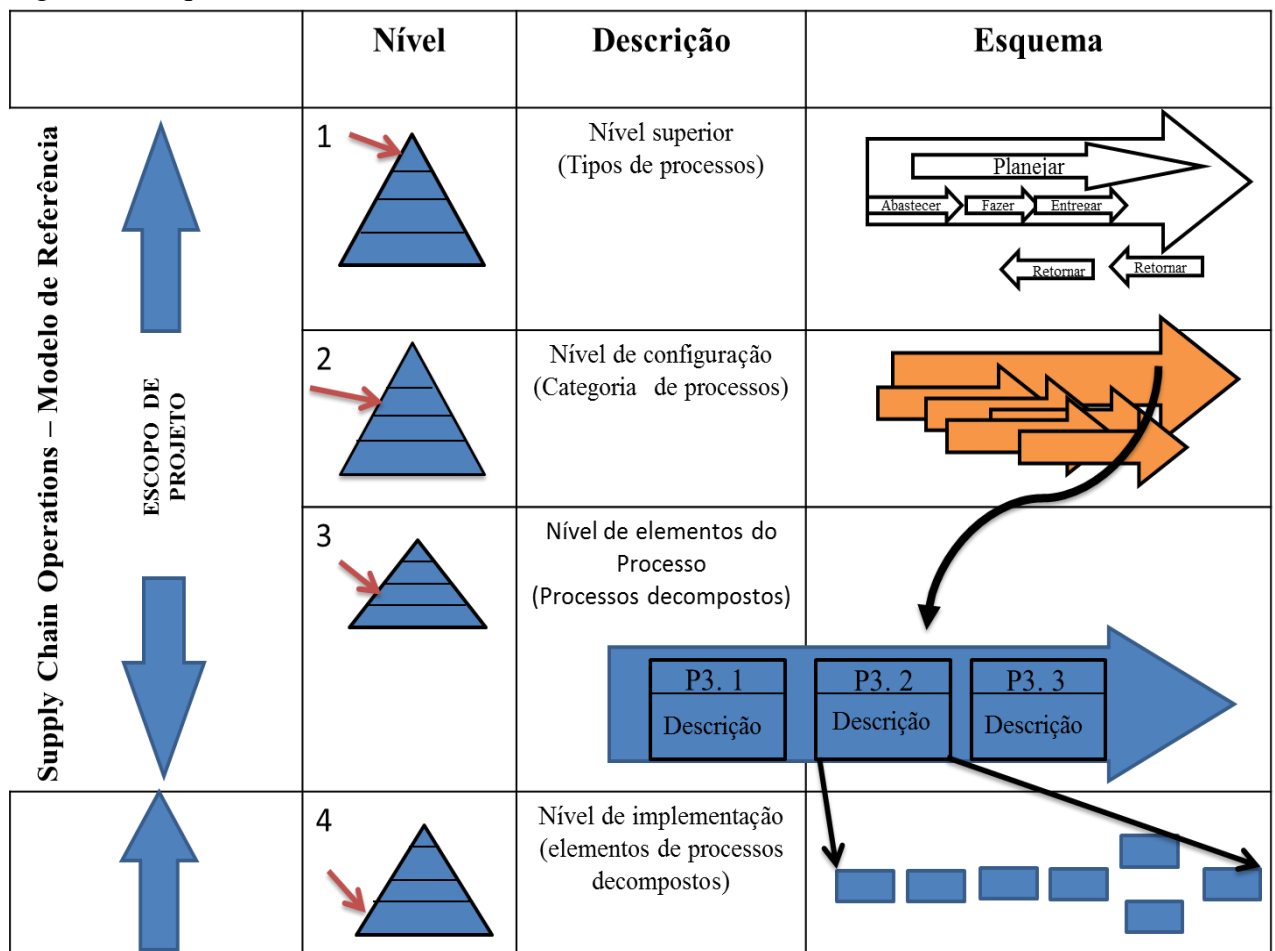 Nível
Descrição
Esquema
Supply Chain Operations – Modelo de Referência
ESCOPO DE
PROJETO
1
Nível superior
(Tipos de processos)
Planejar
Abastecer
Fazer
Entregar
Retornar
Retornar
2
Nível de configuração
(Categoria de processos)
3
Nível de elementos do
Processo
(Processos decompostos)
P3. 1
P3. 2
P3. 3
Descrição
Descrição
Descrição
4
Nível de implementação
(elementos de processos
decompostos)